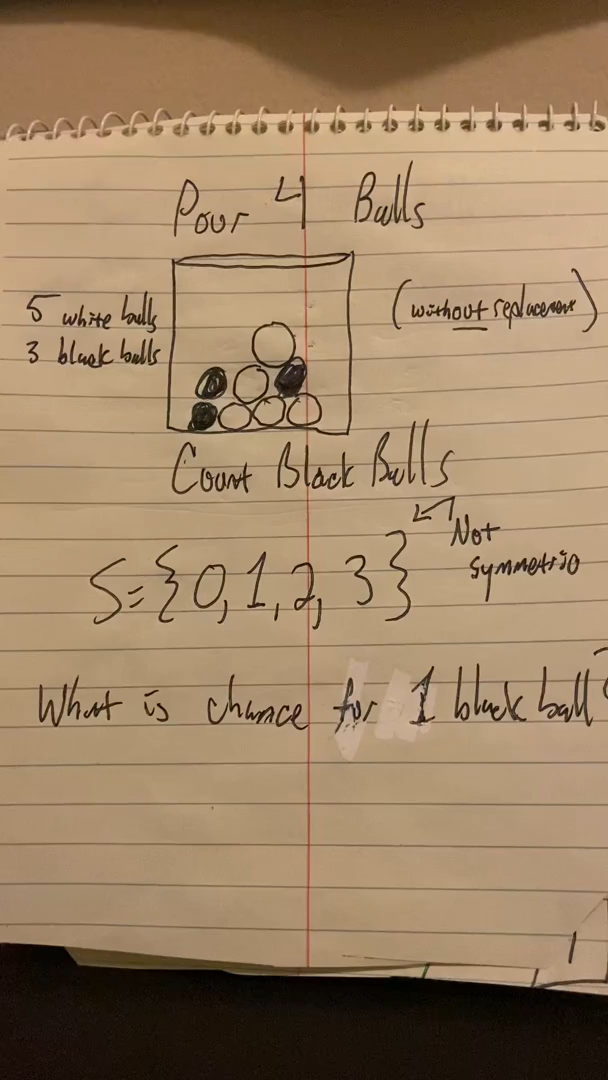 Pour 4 Balls
5 white balls
3 black balls
(without replacement)
Count Black Balls
S={0,1,2,3}
Not
symmetric
What is chance for 1 black ball?